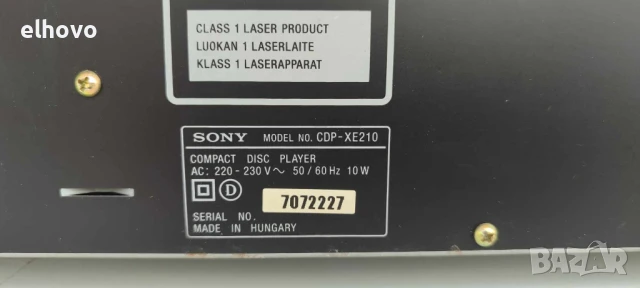 elhovo
CLASS 1 LASER PRODUCT
LUOKAN 1 LASERLAITE
KLASS 1 LASERAPPARAT
SONY MODEL NO. CDP-XE210
COMPACT DISC PLAYER
AC: 220 - 230 V ~ 50 / 60 Hz 10 W
D
7072227
SERIAL NO.
MADE IN HUNGARY
BAZAR